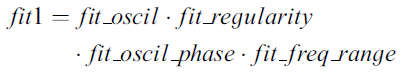 fit1 = fit_oscil · fit_regularity
· fit_oscil_phase · fit_freq_range